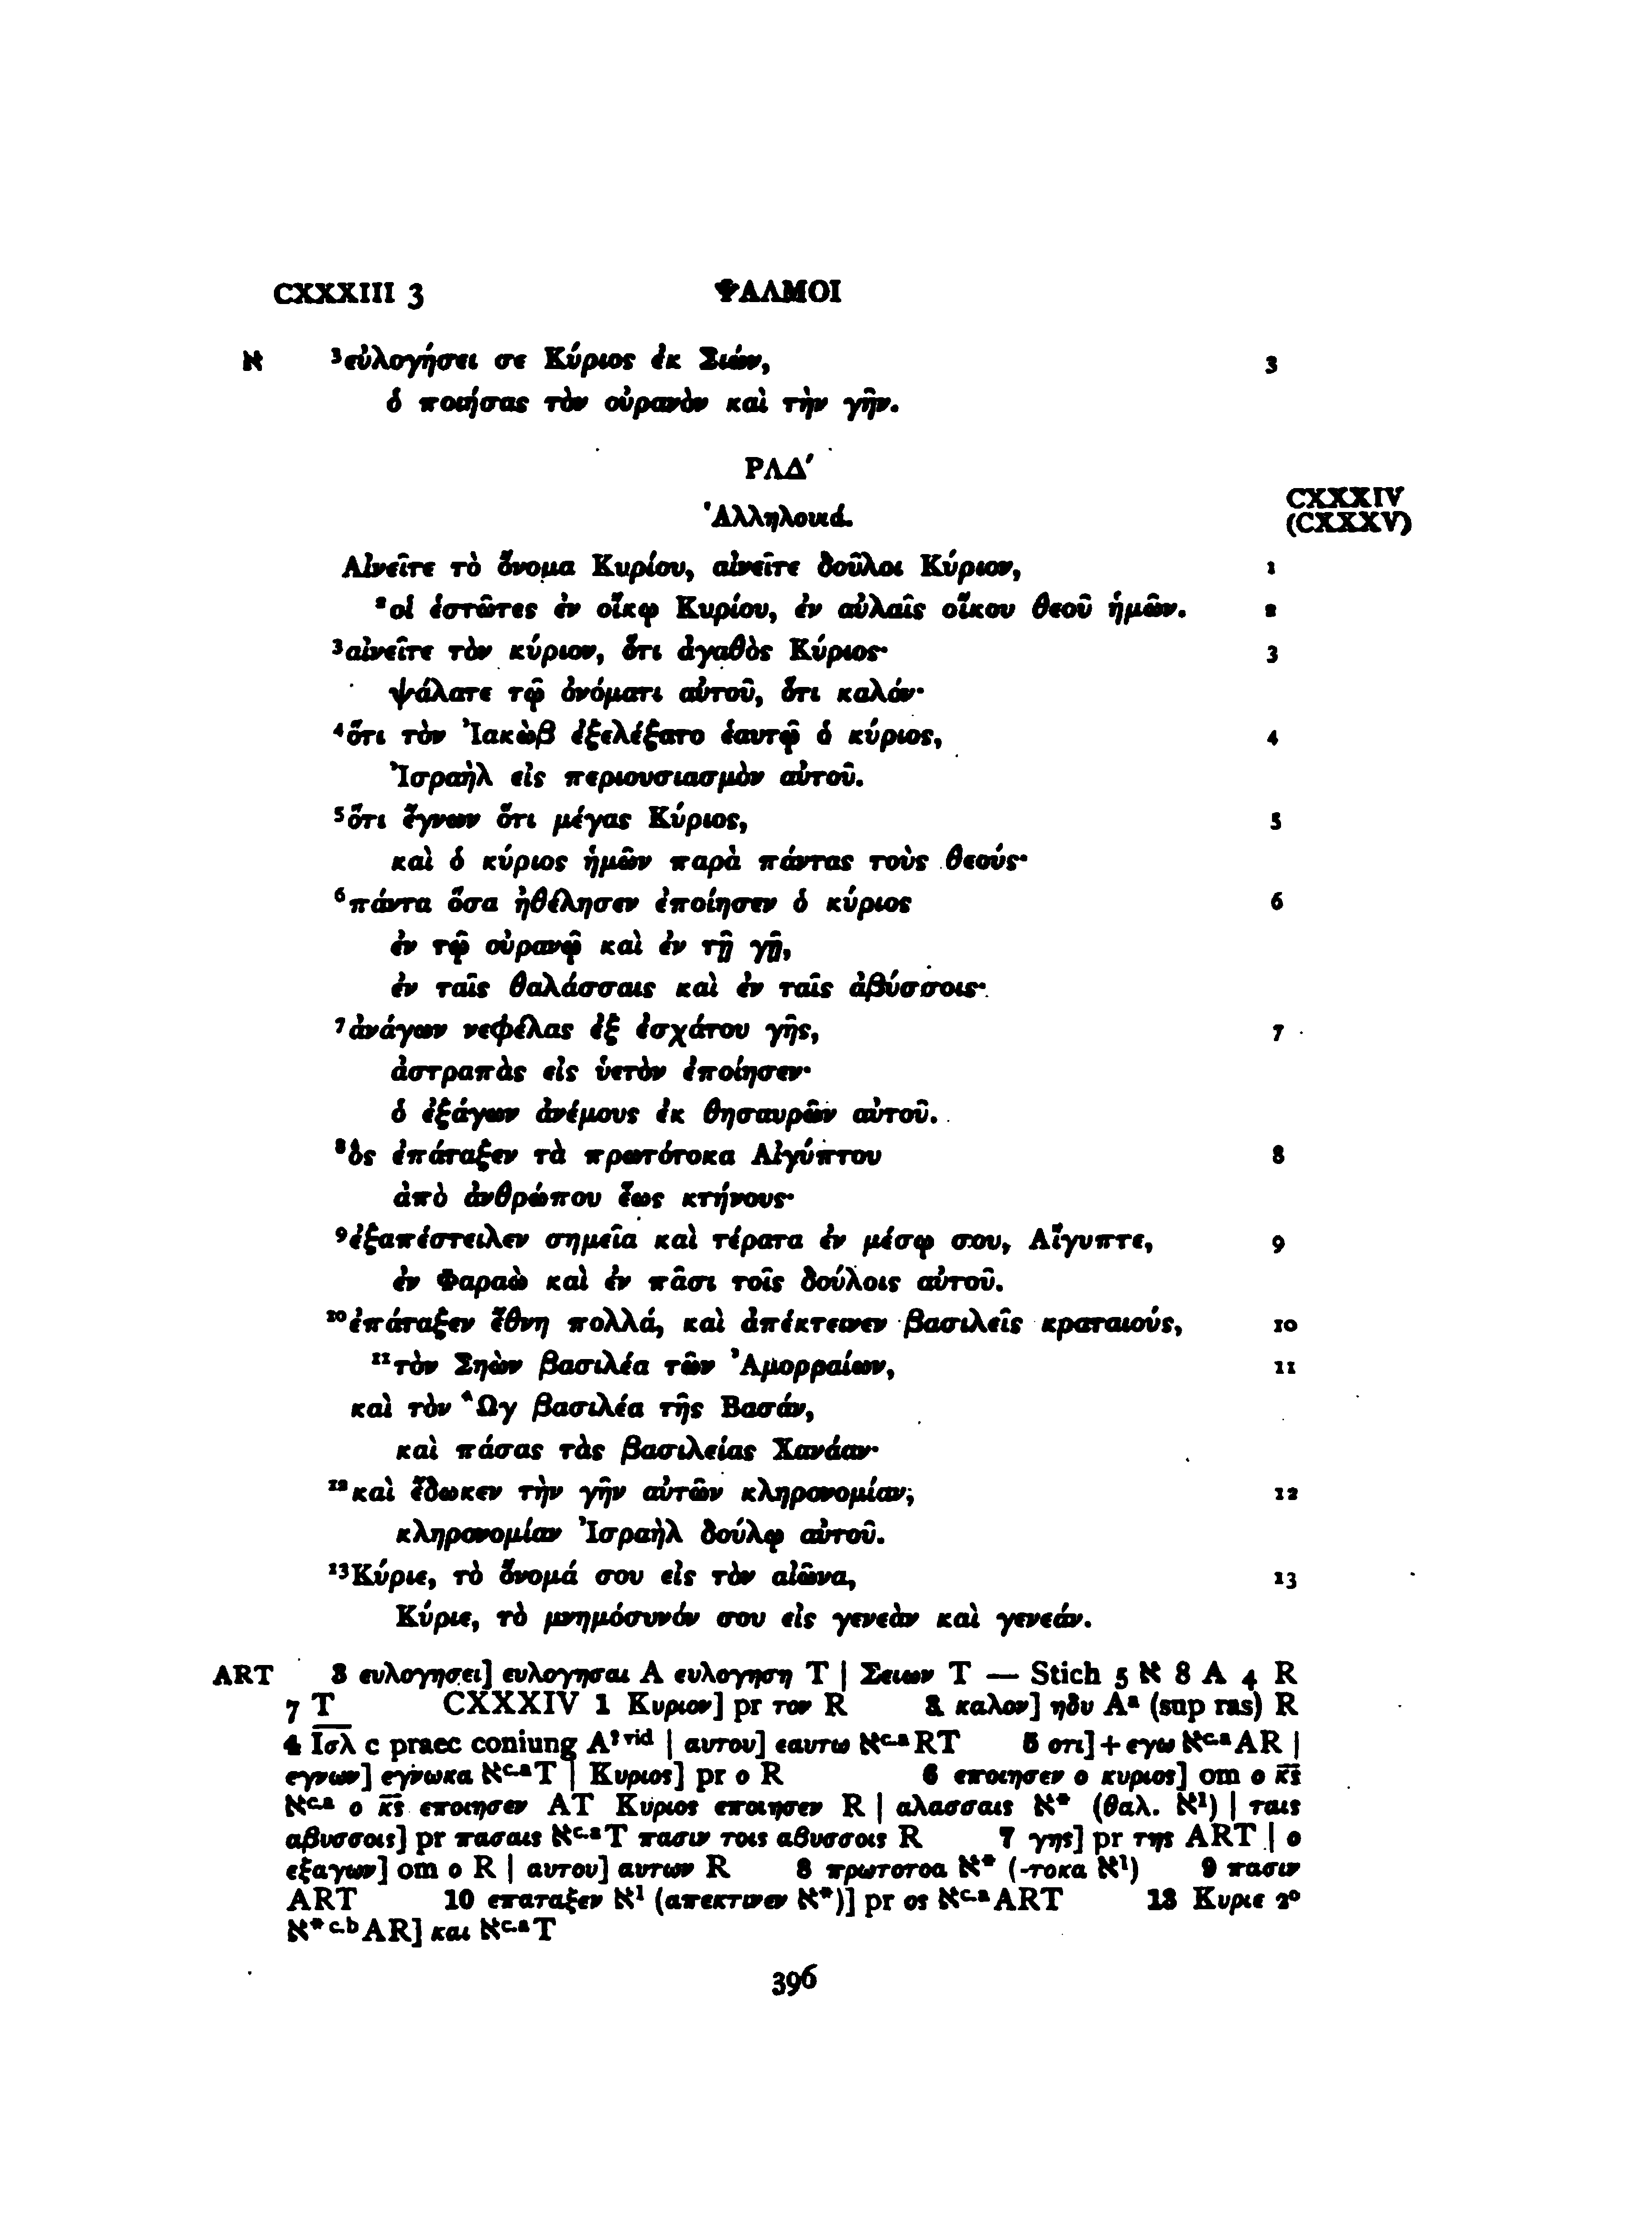 CXXXIII 3 ΨΑΛΜΟΙ
א ³εὐλογήσει σε Κύριος ἐκ Σιών, 3
ὁ ποιήσας τὸν οὐρανὸν καὶ τὴν γῆν.
ΡΛΔ′
Ἀλληλουιά. CXXXIV
(CXXXV)
Αἰνεῖτε τὸ ὄνομα Κυρίου, αἰνεῖτε δοῦλοι Κύριον, 1
²οἱ ἑστῶτες ἐν οἴκῳ Κυρίου, ἐν αὐλαῖς οἴκου θεοῦ ἡμῶν. 2
³αἰνεῖτε τὸν κύριον, ὅτι ἀγαθὸς Κύριος· 3
ψάλατε τῷ ὀνόματι αὐτοῦ, ὅτι καλόν·
⁴ὅτι τὸν Ἰακὼβ ἐξελέξατο ἑαυτῷ ὁ κύριος, 4
Ἰσραὴλ εἰς περιουσιασμὸν αὐτοῦ.
⁵ὅτι ἔγνων ὅτι μέγας Κύριος, 5
καὶ ὁ κύριος ἡμῶν παρὰ πάντας τοὺς θεούς·
⁶πάντα ὅσα ἠθέλησεν ἐποίησεν ὁ κύριος 6
ἐν τῷ οὐρανῷ καὶ ἐν τῇ γῇ,
ἐν ταῖς θαλάσσαις καὶ ἐν ταῖς ἀβύσσοις·
⁷ἀνάγων νεφέλας ἐξ ἐσχάτου γῆς, 7
ἀστραπὰς εἰς ὑετὸν ἐποίησεν·
ὁ ἐξάγων ἀνέμους ἐκ θησαυρῶν αὐτοῦ.
⁸ὃς ἐπάταξεν τὰ πρωτότοκα Αἰγύπτου 8
ἀπὸ ἀνθρώπου ἕως κτήνους·
⁹ἐξαπέστειλεν σημεῖα καὶ τέρατα ἐν μέσῳ σου, Αἴγυπτε, 9
ἐν Φαραὼ καὶ ἐν πᾶσι τοῖς δούλοις αὐτοῦ.
¹⁰ἐπάταξεν ἔθνη πολλά, καὶ ἀπέκτεινεν βασιλεῖς κραταιούς, 10
¹¹τὸν Σηὼν βασιλέα τῶν Ἀμορραίων, 11
καὶ τὸν Ὢγ βασιλέα τῆς Βασάν,
καὶ πάσας τὰς βασιλείας Χανάαν·
¹²καὶ ἔδωκεν τὴν γῆν αὐτῶν κληρονομίαν, 12
κληρονομίαν Ἰσραὴλ δούλῳ αὐτοῦ.
¹³Κύριε, τὸ ὄνομά σου εἰς τὸν αἰῶνα, 13
Κύριε, τὸ μνημόσυνόν σου εἰς γενεὰν καὶ γενεάν.
ART 3 ευλογησει] ευλογησαι A ευλογηση T | Σειων T — Stich 5 א 8 A 4 R
7 T CXXXIV 1 Κυριον] pr τον R 3 καλον] ηδυ Aᵃ (sup ras) R
4 Ισλ c praec coniung A?ᵛⁱᵈ | αυτου] εαυτω אᶜ·ᵃ RT 5 οτι] + εγω אᶜ·ᵃ AR |
εγνων] εγνωκα אᶜ·ᵃ T | Κυριος] pr ο R 6 εποιησεν ο κυριος] om ο κ̅ς̅
אᶜ·ᵃ ο κ̅ς̅ εποιησεν AT Κυριος εποιησεν R | αλασσαις א* (θαλ. א¹) | ταις
αβυσσοις] pr πασαις אᶜ·ᵃ T πασιν τοις αβυσσοις R 7 γης] pr της ART | ο
εξαγων] om ο R | αυτου] αυτων R 8 πρωτοτοα א* (-τοκα א¹) 9 πασιν
ART 10 επαταξεν א¹ (απεκτινεν א*)] pr ος אᶜ·ᵃ ART 13 Κυριε 2⁰
א* ᶜ·ᵇ AR] και אᶜ·ᵃ T
396